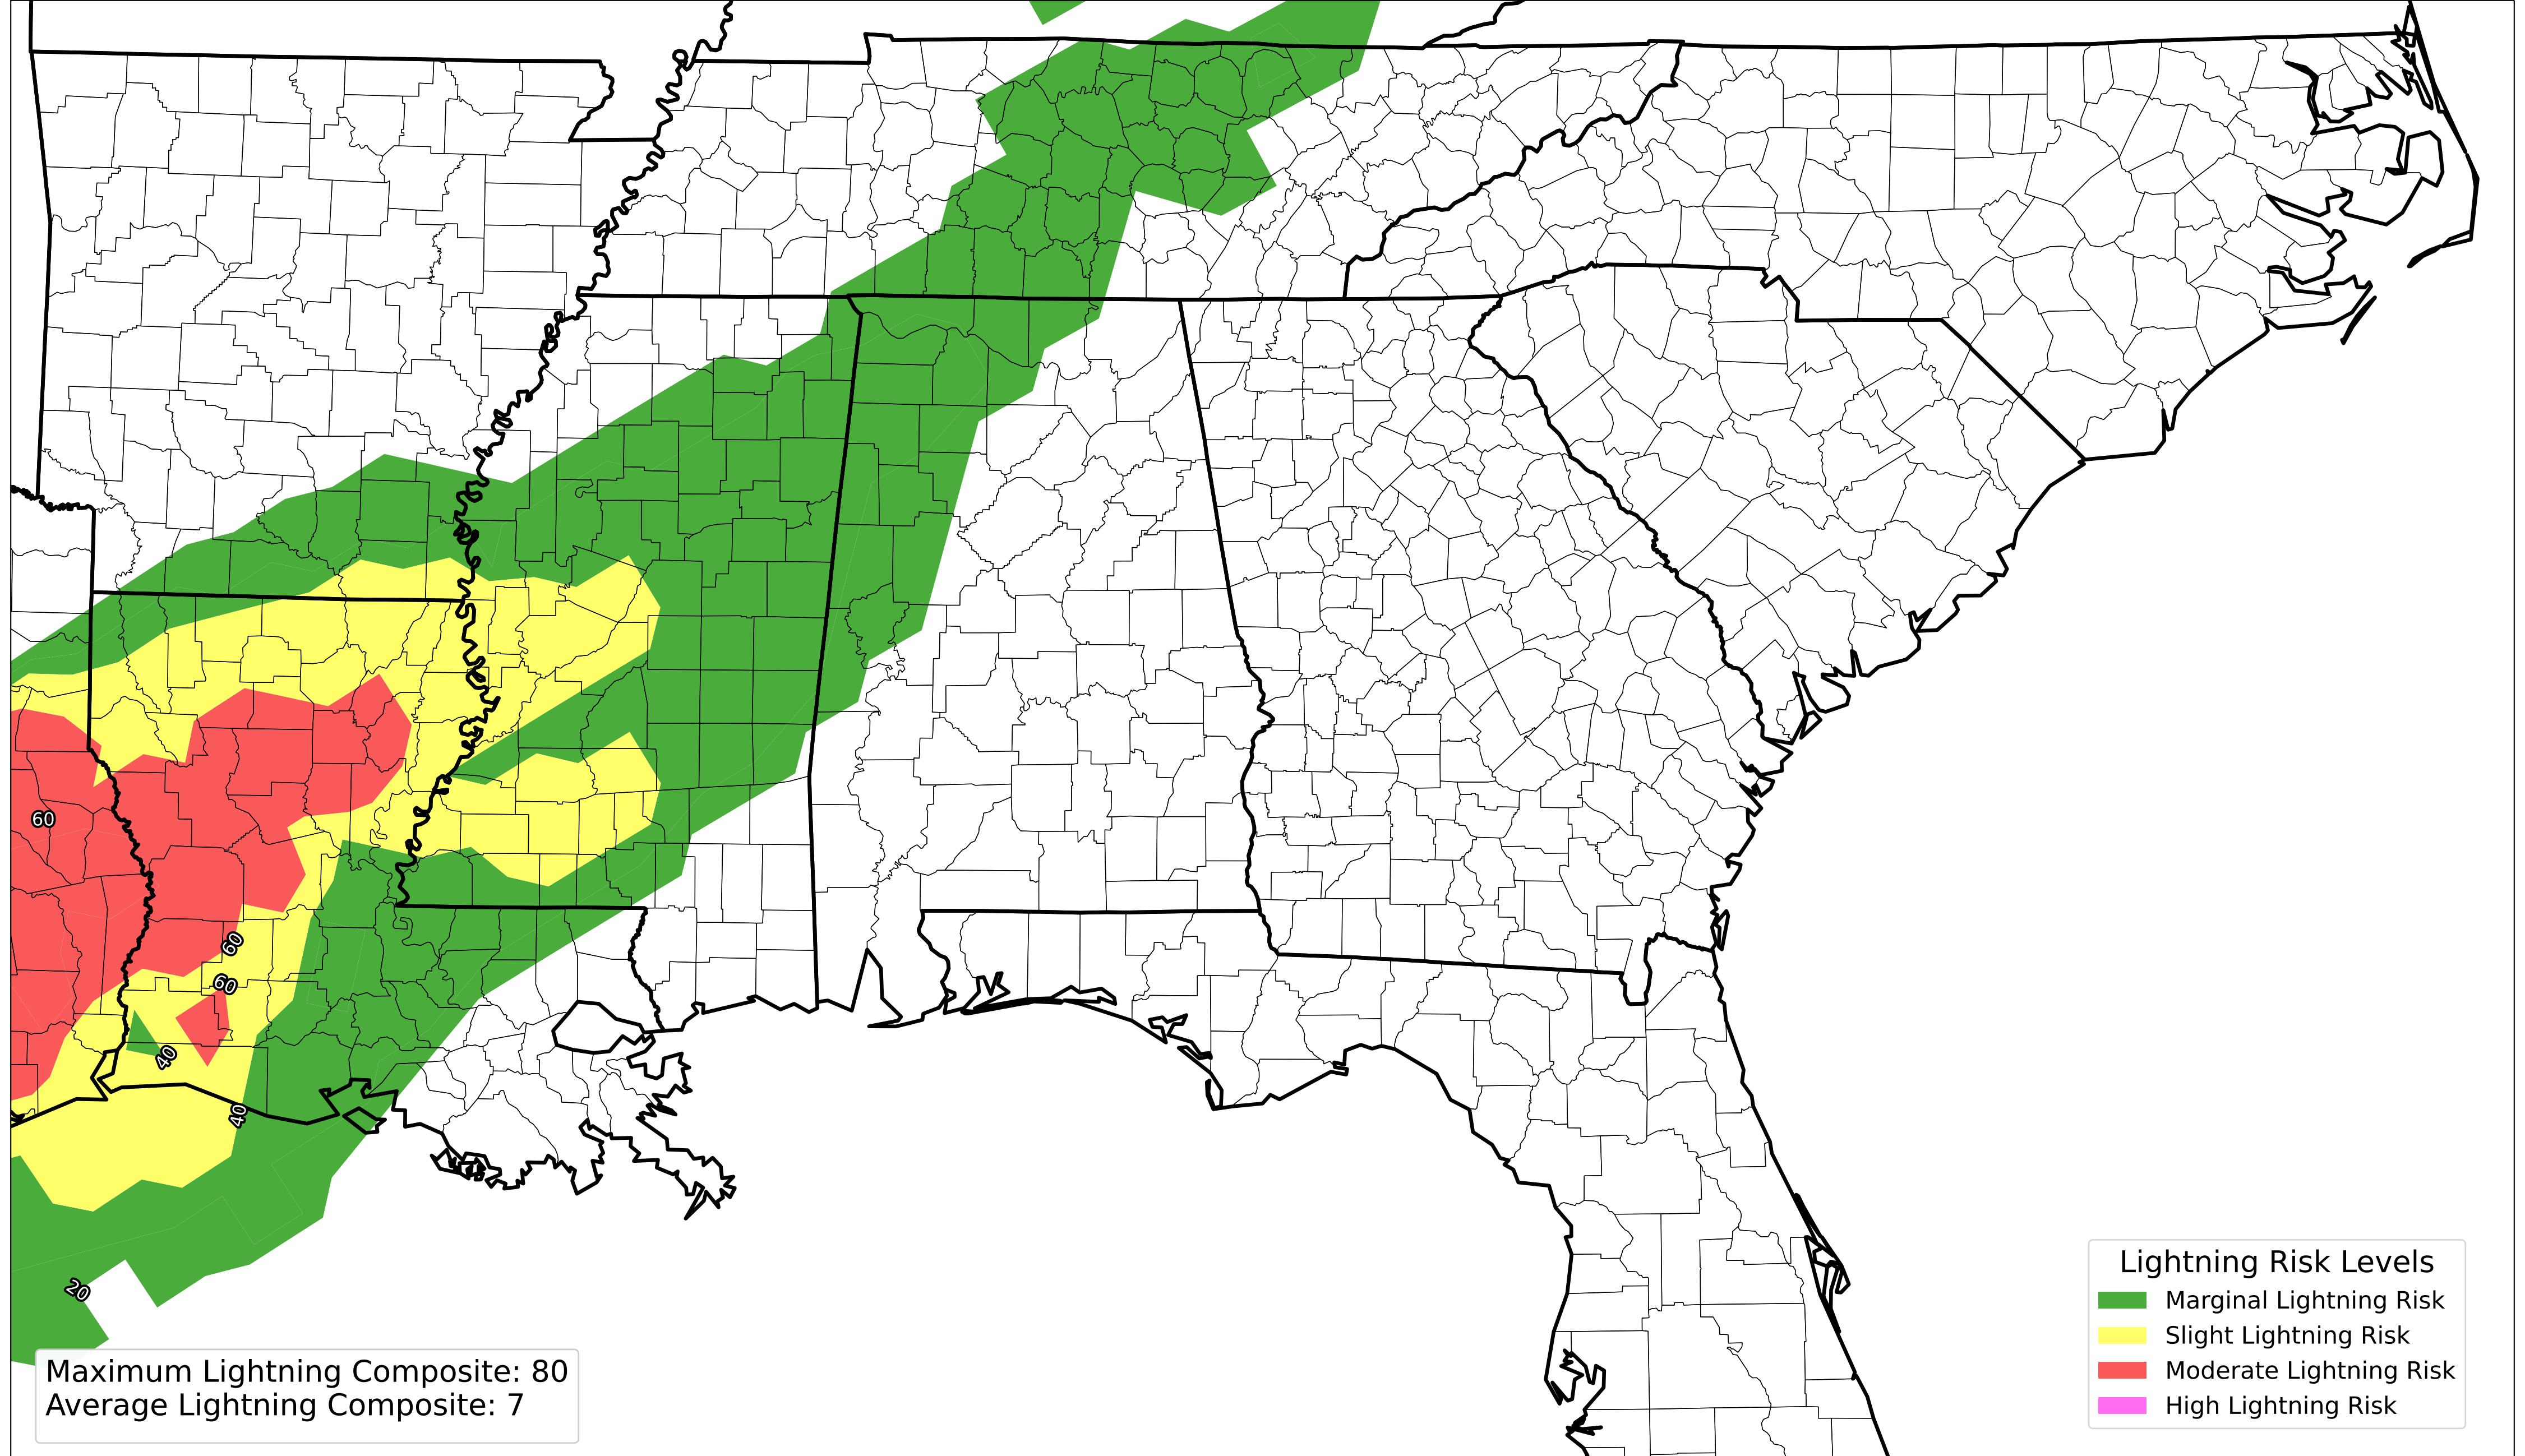 60
60
60
40
40
20
Lightning Risk Levels
Marginal Lightning Risk
Slight Lightning Risk
Moderate Lightning Risk
High Lightning Risk
Maximum Lightning Composite: 80
Average Lightning Composite: 7